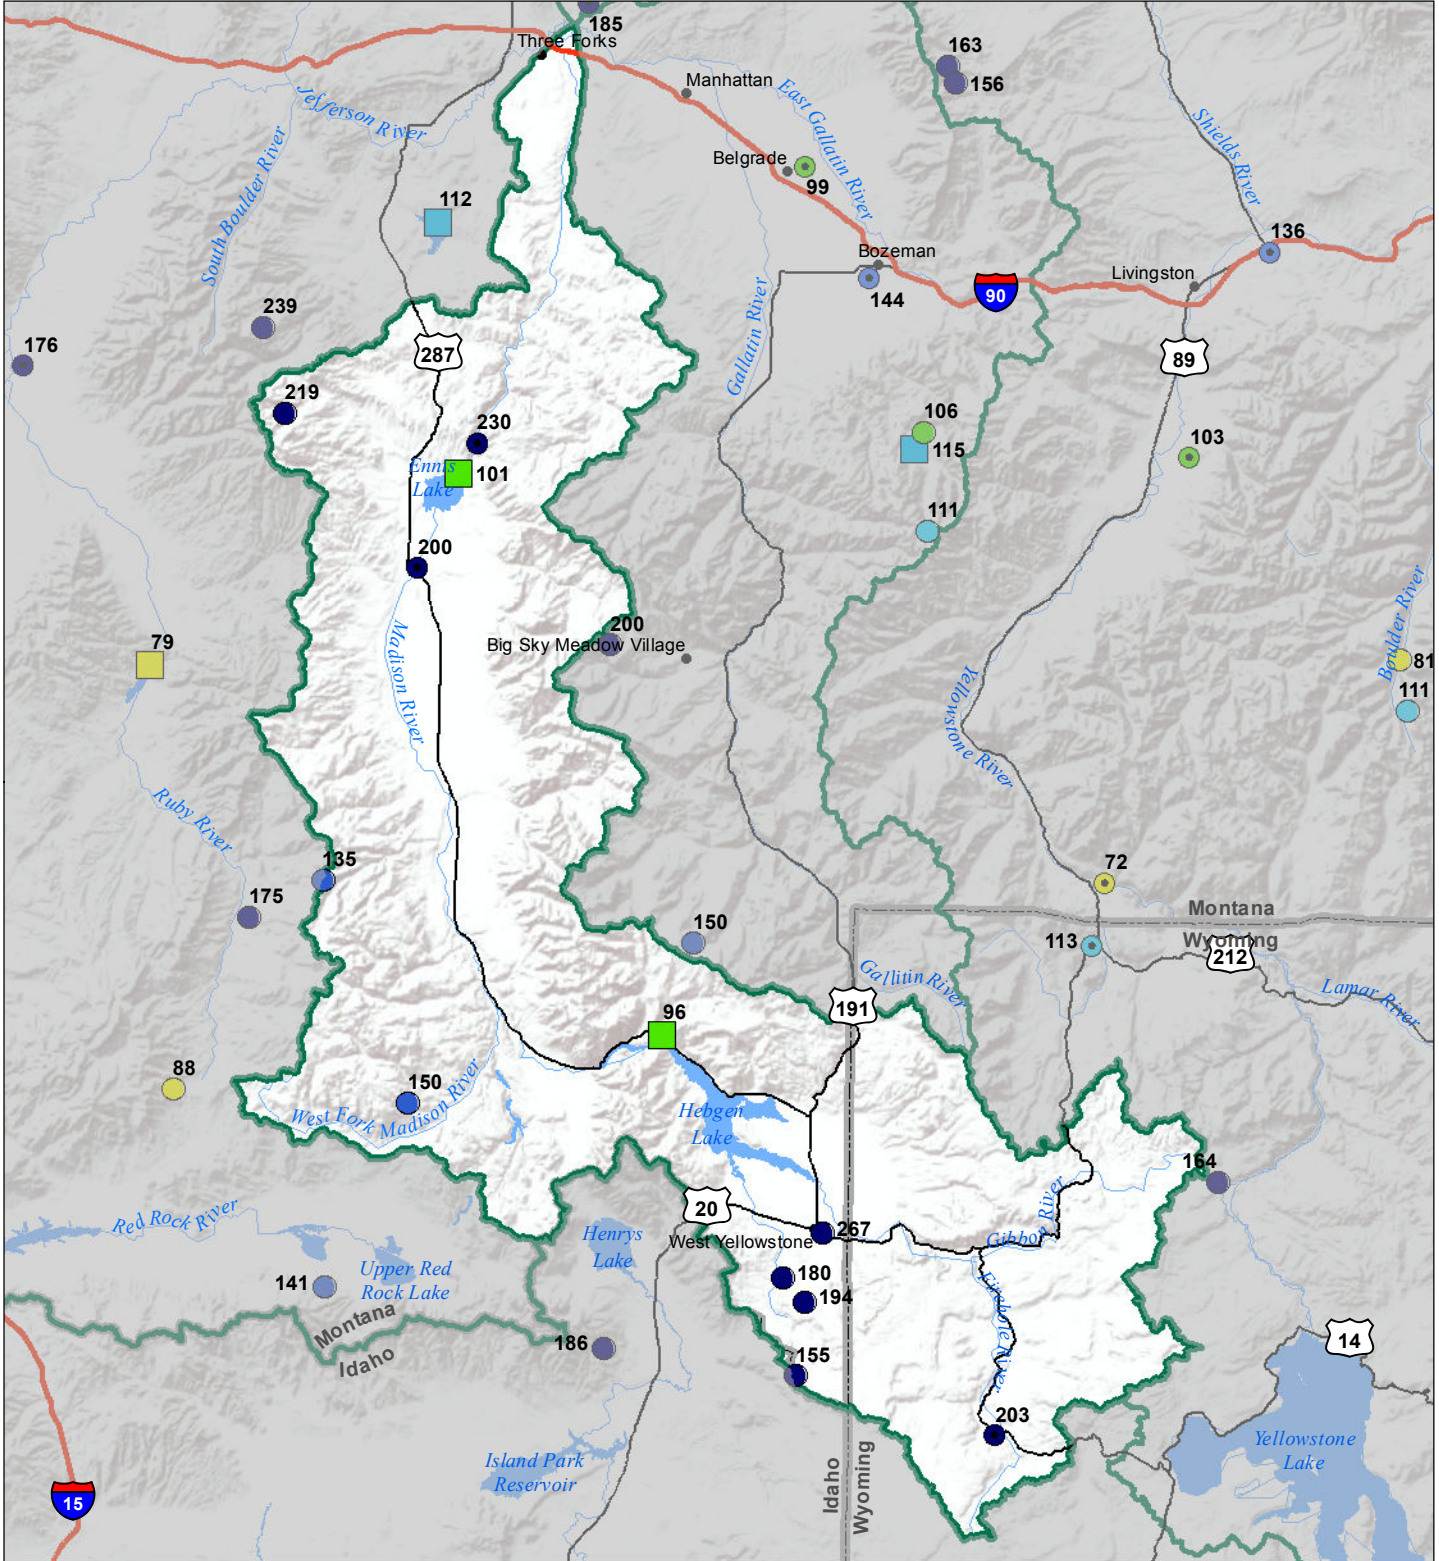 185
Three Forks
163
156
Manhattan
Jefferson River
East Gallatin River
Shields River
South Boulder River
Belgrade
99
112
136
Bozeman
144
90
Livingston
Gallatin River
239
176
287
89
219
106
115
103
230
Ennis
Lake
101
111
200
200
Big Sky Meadow Village
Madison River
79
Boulder River
81
111
Yellowstone River
Ruby River
135
175
72
150
Montana
Wyoming
113
212
Gallitin River
Lamar River
191
96
88
150
West Fork Madison River
Hebgen
Lake
164
20
Red Rock River
Henrys
Lake
West Yellowstone
267
Gibbon River
Upper Red
Rock Lake
141
180
194
Firehole River
Montana
Idaho
186
155
14
203
Island Park
Reservoir
Yellowstone
Lake
Idaho
Wyoming
15